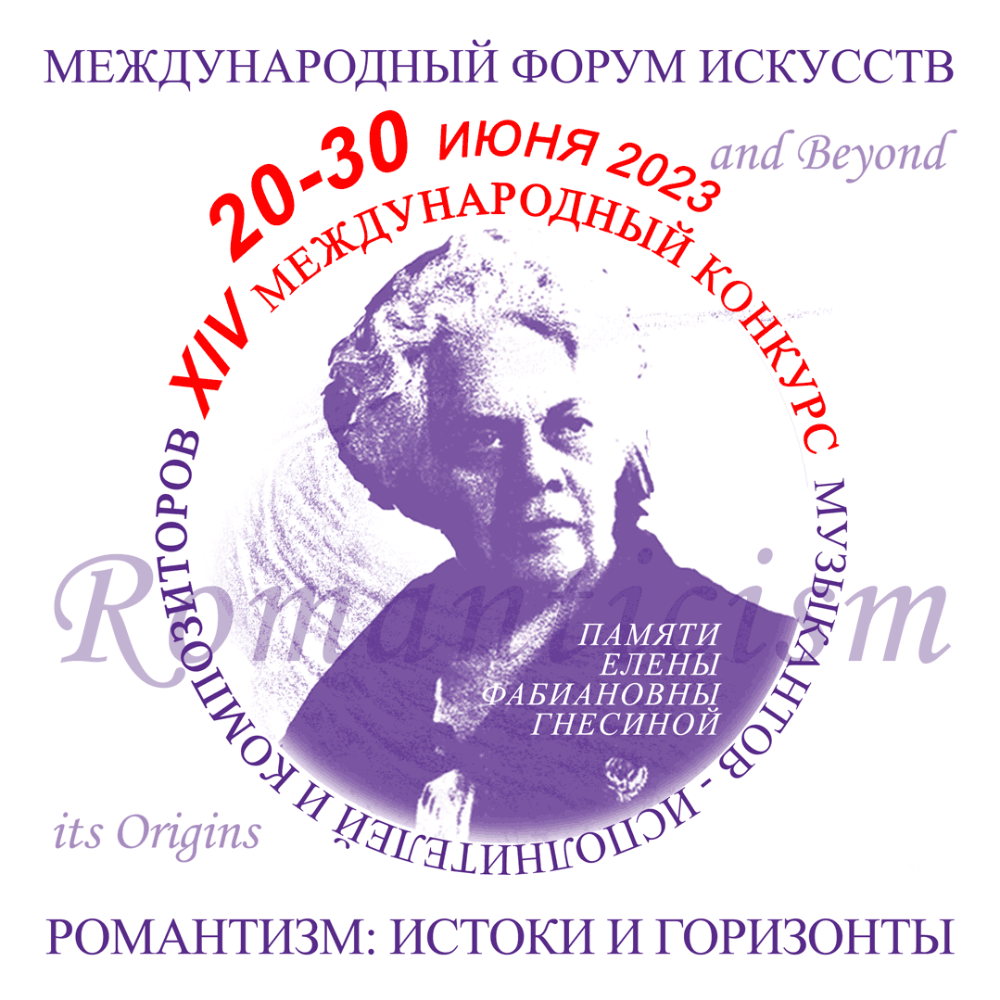 МЕЖДУНАРОДНЫЙ ФОРУМ ИСКУССТВ
20-30 ИЮНЯ 2023
and Beyond
XIV МЕЖДУНАРОДНЫЙ КОНКУРС
МУЗЫКАНТОВ - ИСПОЛНИТЕЛЕЙ И КОМПОЗИТОРОВ
Romanticism
ПАМЯТИ
ЕЛЕНЫ
ФАБИАНОВНЫ
ГНЕСИНОЙ
its Origins
РОМАНТИЗМ: ИСТОКИ И ГОРИЗОНТЫ